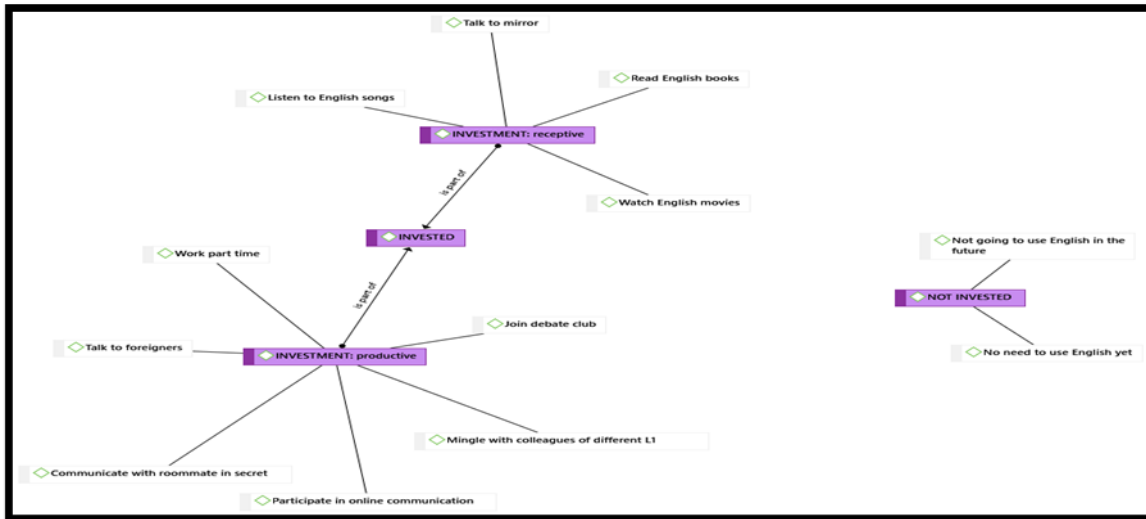 Talk to mirror
Read English books
Listen to English songs
INVESTMENT: receptive
is part of
Watch English movies
INVESTED
Work part time
Not going to use English in the
future
is part of
NOT INVESTED
Join debate club
Talk to foreigners
INVESTMENT: productive
No need to use English yet
Mingle with colleagues of different L1
Communicate with roommate in secret
Participate in online communication